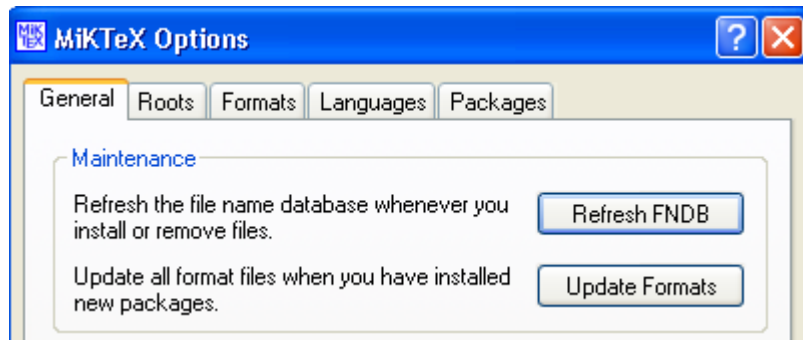 MiKTeX Options
General Roots Formats Languages Packages
Maintenance
Refresh the file name database whenever you
install or remove files.
Refresh FNDB
Update all format files when you have installed
new packages.
Update Formats